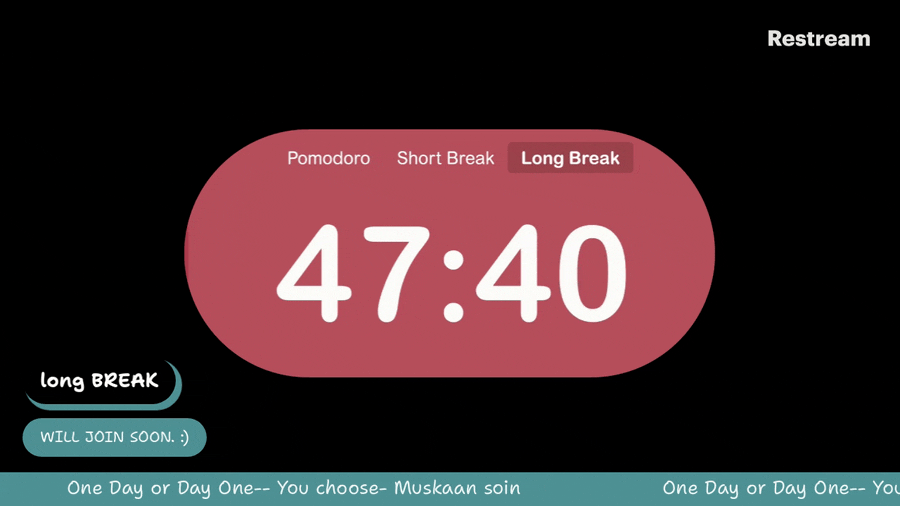 Restream
Pomodoro Short Break Long Break
47:40
long BREAK
WILL JOIN SOON. :)
One Day or Day One-- You choose- Muskaan soin One Day or Day One-- You